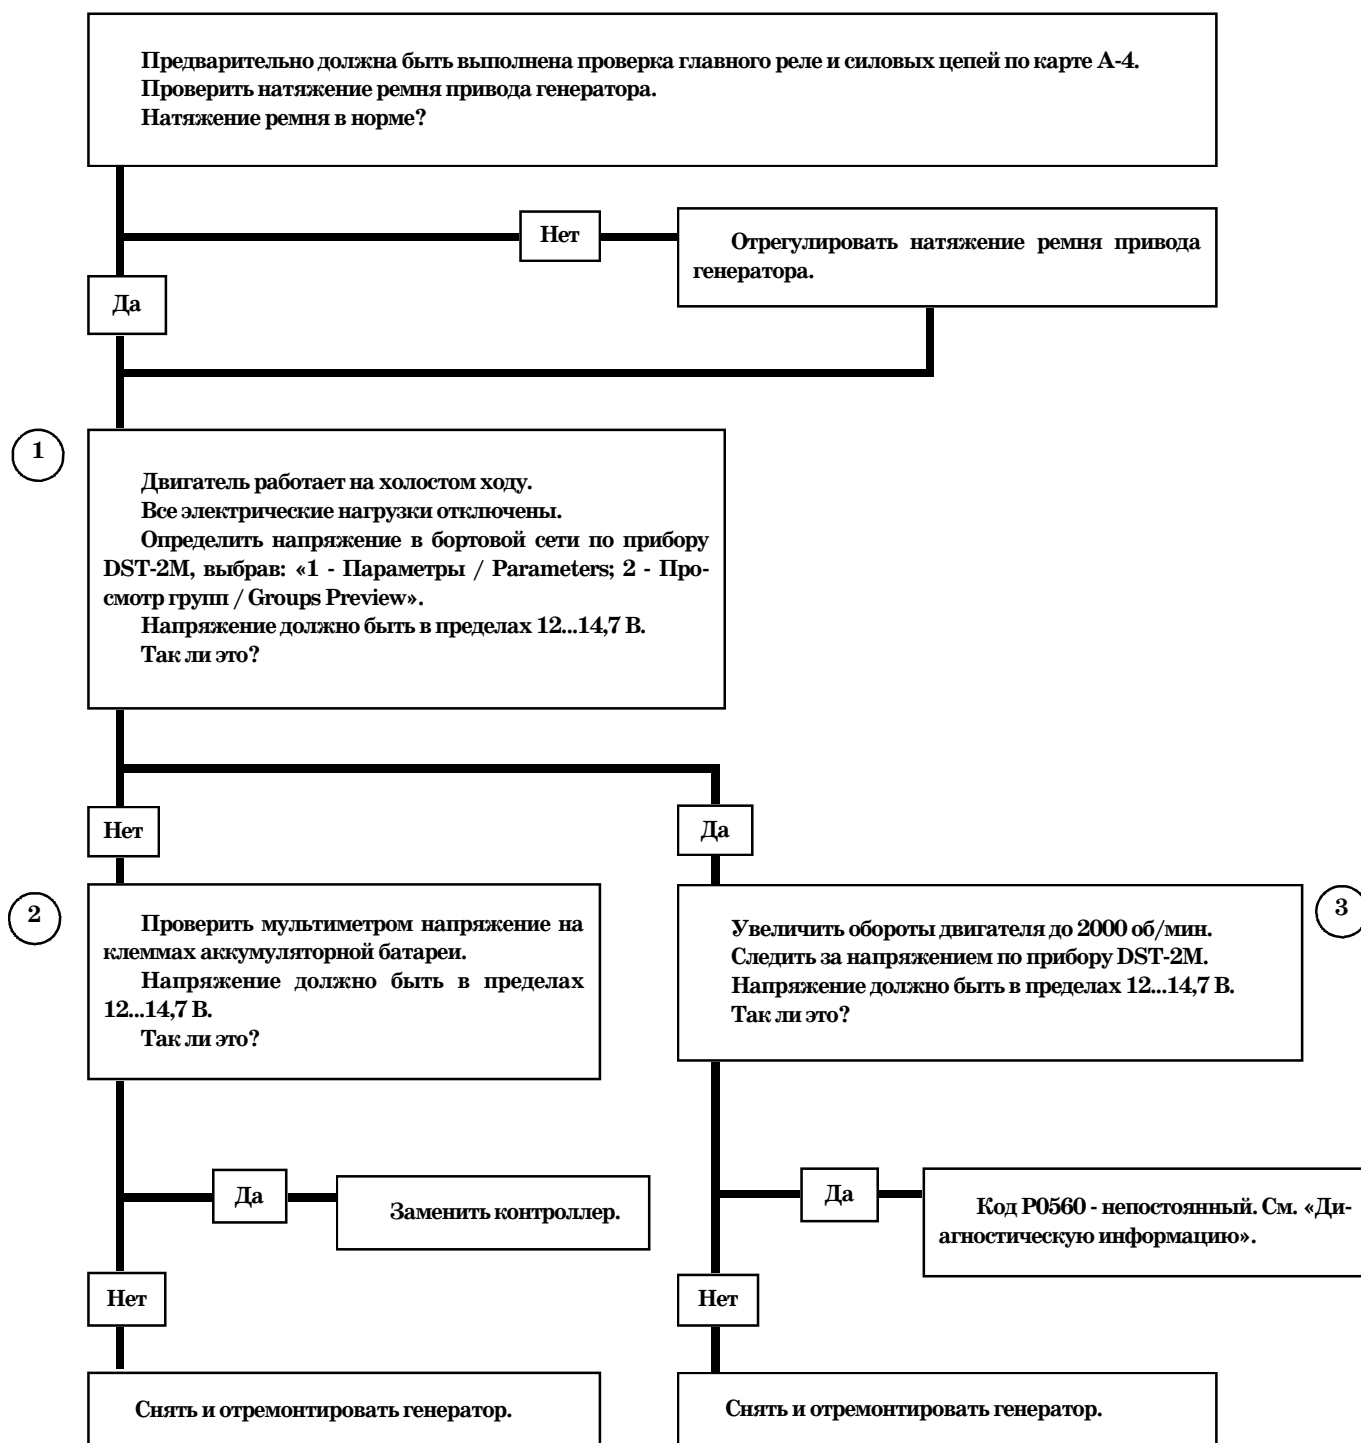 Предварительно должна быть выполнена проверка главного реле и силовых цепей по карте А-4.
Проверить натяжение ремня привода генератора.
Натяжение ремня в норме?
Нет
Отрегулировать натяжение ремня привода
генератора.
Да
1
Двигатель работает на холостом ходу.
Все электрические нагрузки отключены.
Определить напряжение в бортовой сети по прибору
DST-2M, выбрав: «1 - Параметры / Parameters; 2 - Про-
смотр групп / Groups Preview».
Напряжение должно быть в пределах 12...14,7 В.
Так ли это?
Нет
Да
2
Проверить мультиметром напряжение на
клеммах аккумуляторной батареи.
Напряжение должно быть в пределах
12...14,7 В.
Так ли это?
3
Увеличить обороты двигателя до 2000 об/мин.
Следить за напряжением по прибору DST-2M.
Напряжение должно быть в пределах 12...14,7 В.
Так ли это?
Да
Заменить контроллер.
Да
Код P0560 - непостоянный. См. «Ди-
агностическую информацию».
Нет
Нет
Снять и отремонтировать генератор.
Снять и отремонтировать генератор.